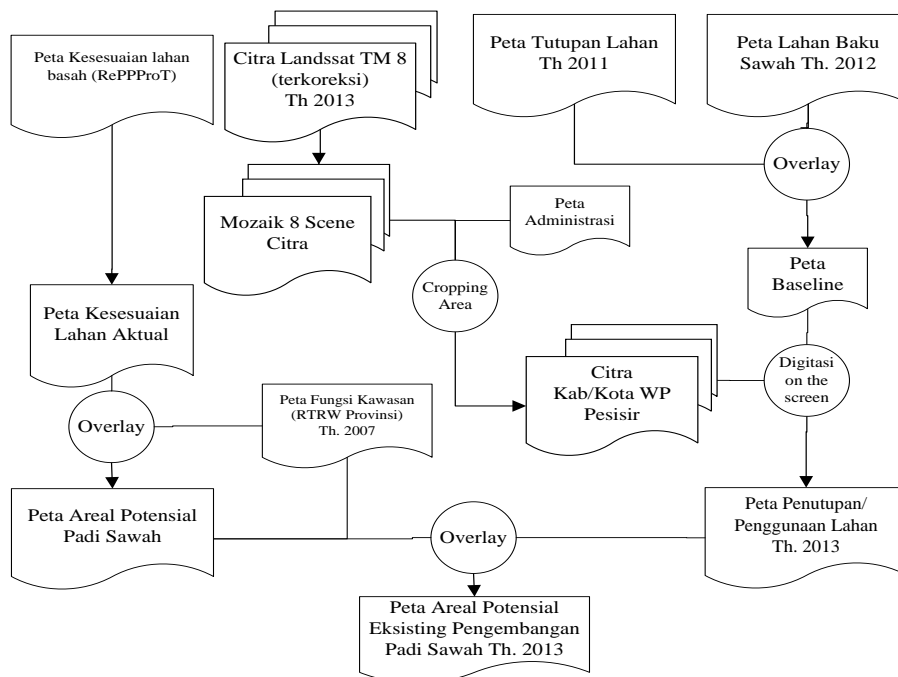 Peta Kesesuaian lahan
basah (RePPProT)
Citra Landssat TM 8
(terkoreksi)
Th 2013
Peta Tutupan Lahan
Th 2011
Peta Lahan Baku
Sawah Th. 2012
Overlay
Mozaik 8 Scene
Citra
Peta
Administrasi
Cropping
Area
Peta
Baseline
Peta Kesesuaian
Lahan Aktual
Citra
Kab/Kota WP
Pesisir
Digitasi
on the
screen
Overlay
Peta Fungsi Kawasan
(RTRW Provinsi)
Th. 2007
Peta Areal Potensial
Padi Sawah
Overlay
Peta Penutupan/
Penggunaan Lahan
Th. 2013
Peta Areal Potensial
Eksisting Pengembangan
Padi Sawah Th. 2013